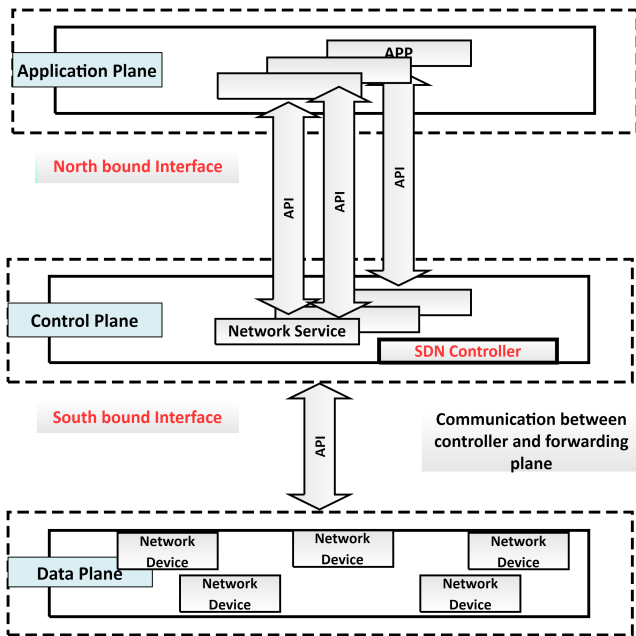 APP
Application Plane
North bound Interface
API
API
API
Control Plane
Network Service
SDN Controller
South bound Interface
API
Communication between
controller and forwarding
plane
Network
Device
Network
Device
Network
Device
Data Plane
Network
Device
Network
Device